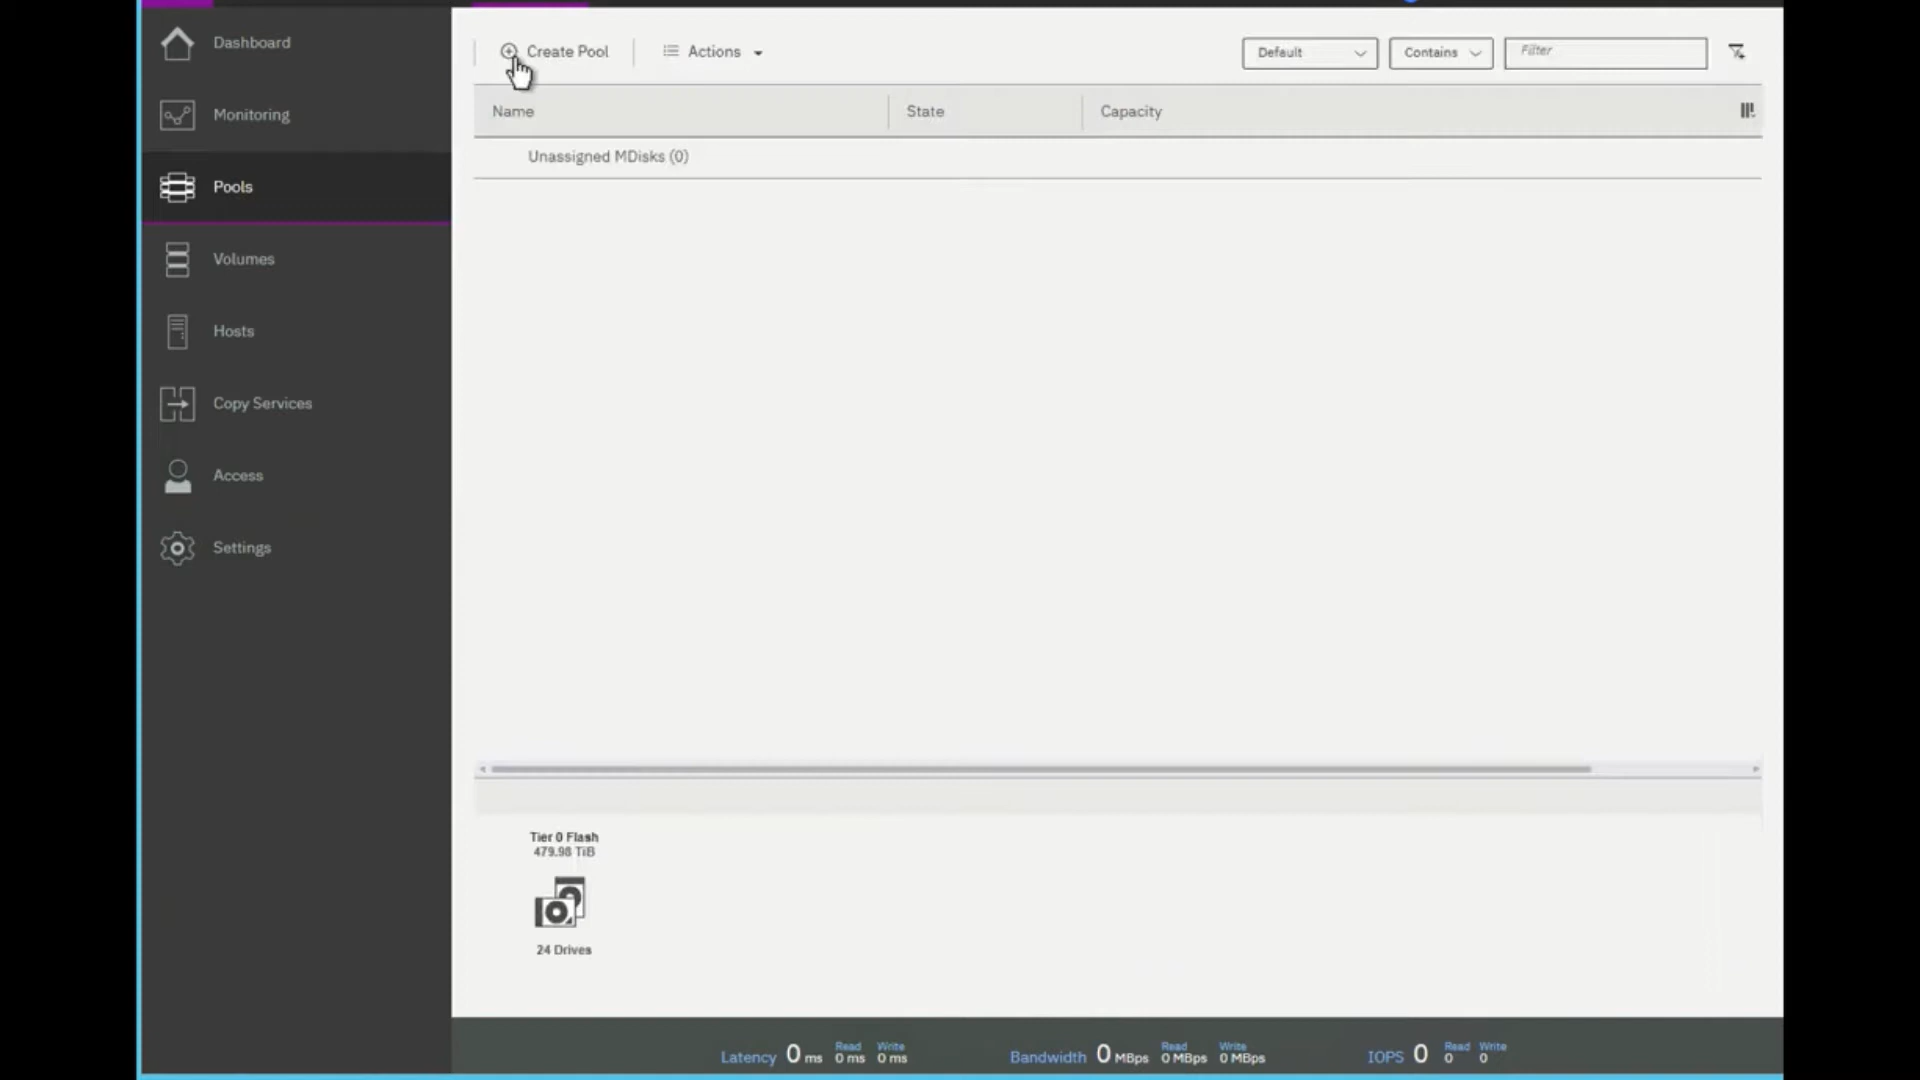 Dashboard
Monitoring
Pools
Volumes
Hosts
Copy Services
Access
Settings
Create Pool
Actions
Default
Contains
Filter
Name
State
Capacity
Unassigned MDisks (0)
Tier 0 Flash
479.98 TiB
24 Drives
Latency 0 ms
Read
0 ms
Write
0 ms
Bandwidth 0 MBps
Read
0 MBps
Write
0 MBps
IOPS 0
Read
0
Write
0